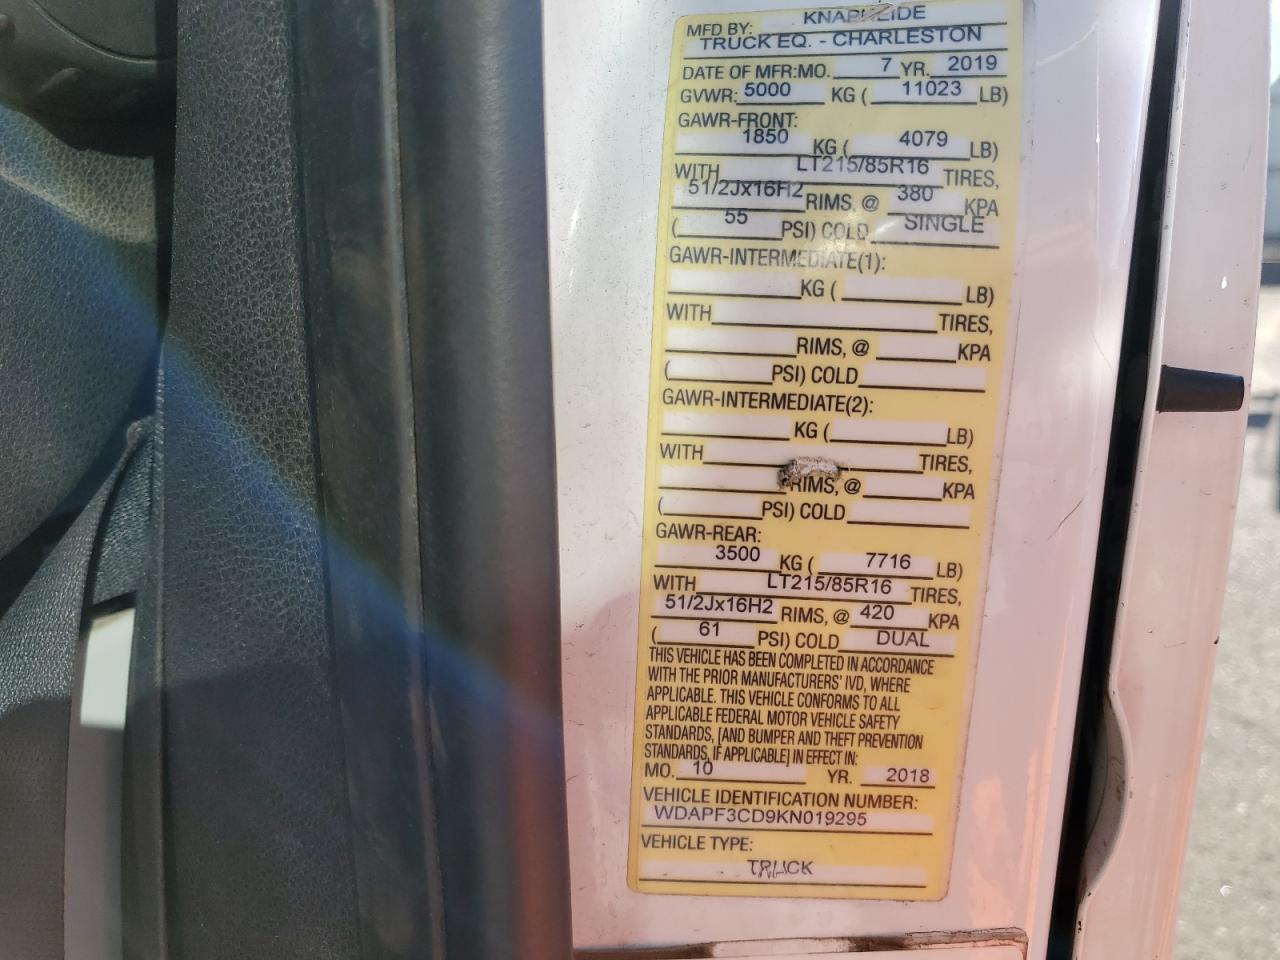 MFD BY: KNAPHEIDE
TRUCK EQ. - CHARLESTON
DATE OF MFR:MO. 7 YR. 2019
GVWR: 5000 KG ( 11023 LB)
GAWR-FRONT:
1850 KG ( 4079 LB)
WITH LT215/85R16 TIRES,
51/2Jx16H2 RIMS, @ 380 KPA
( 55 PSI) COLD SINGLE
GAWR-INTERMEDIATE(1):
KG ( LB)
WITH TIRES,
RIMS, @ KPA
( PSI) COLD
GAWR-INTERMEDIATE(2):
KG ( LB)
WITH TIRES,
RIMS, @ KPA
( PSI) COLD
GAWR-REAR:
3500 KG ( 7716 LB)
WITH LT215/85R16 TIRES,
51/2Jx16H2 RIMS, @ 420 KPA
( 61 PSI) COLD DUAL
THIS VEHICLE HAS BEEN COMPLETED IN ACCORDANCE
WITH THE PRIOR MANUFACTURERS' IVD, WHERE
APPLICABLE. THIS VEHICLE CONFORMS TO ALL
APPLICABLE FEDERAL MOTOR VEHICLE SAFETY
STANDARDS, [AND BUMPER AND THEFT PREVENTION
STANDARDS, IF APPLICABLE] IN EFFECT IN:
MO. 10 YR. 2018
VEHICLE IDENTIFICATION NUMBER:
WDAPF3CD9KN019295
VEHICLE TYPE:
TRUCK